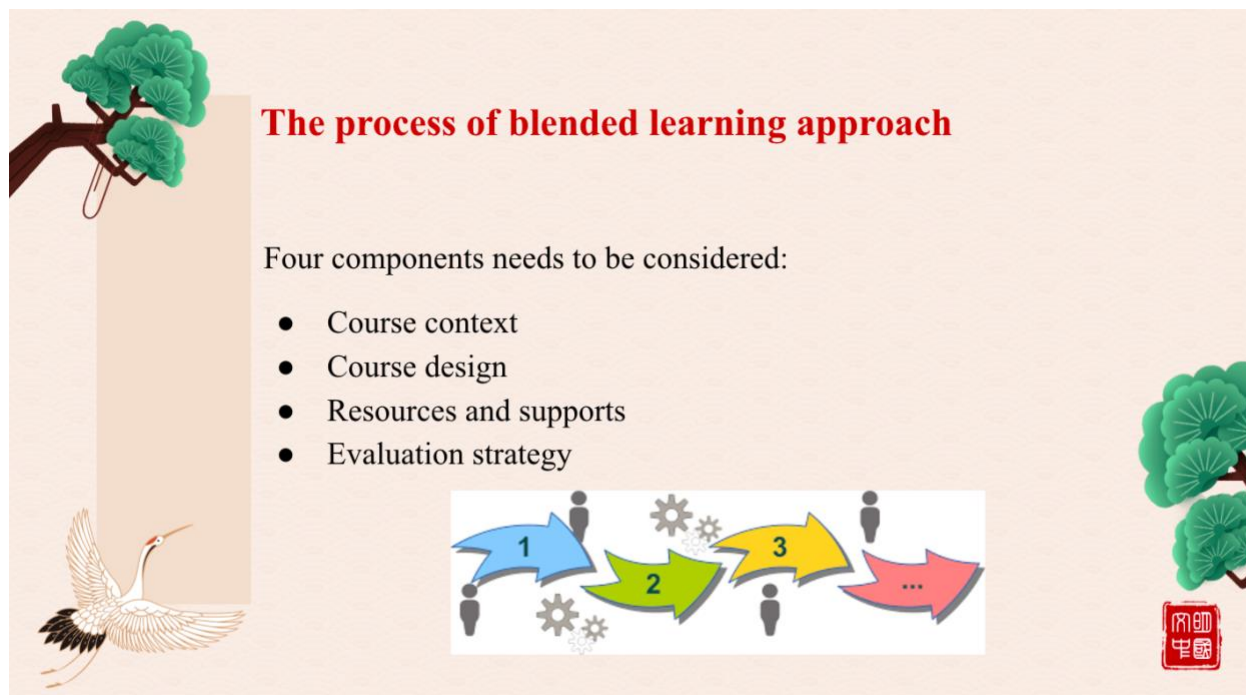 The process of blended learning approach
Four components needs to be considered:
● Course context
● Course design
● Resources and supports
● Evaluation strategy
1
2
3
...